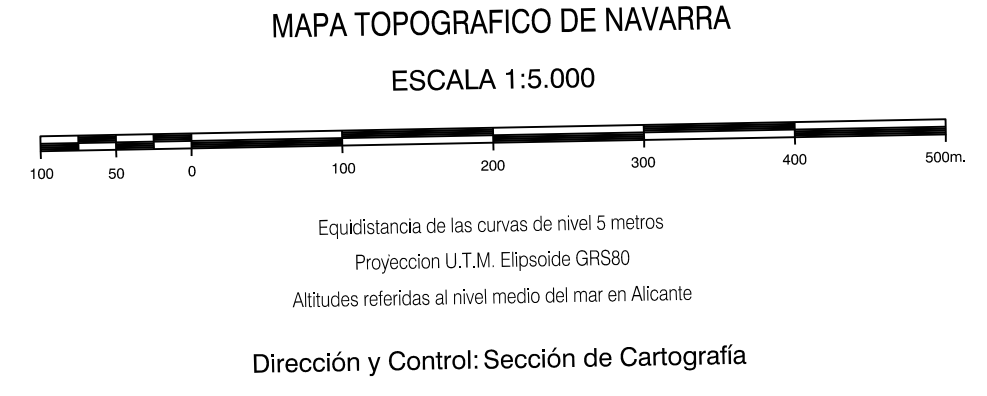 MAPA TOPOGRAFICO DE NAVARRA
ESCALA 1:5.000
100 50 0 100 200 300 400 500m.
Equidistancia de las curvas de nivel 5 metros
Proyeccion U.T.M. Elipsoide GRS80
Altitudes referidas al nivel medio del mar en Alicante
Dirección y Control: Sección de Cartografía